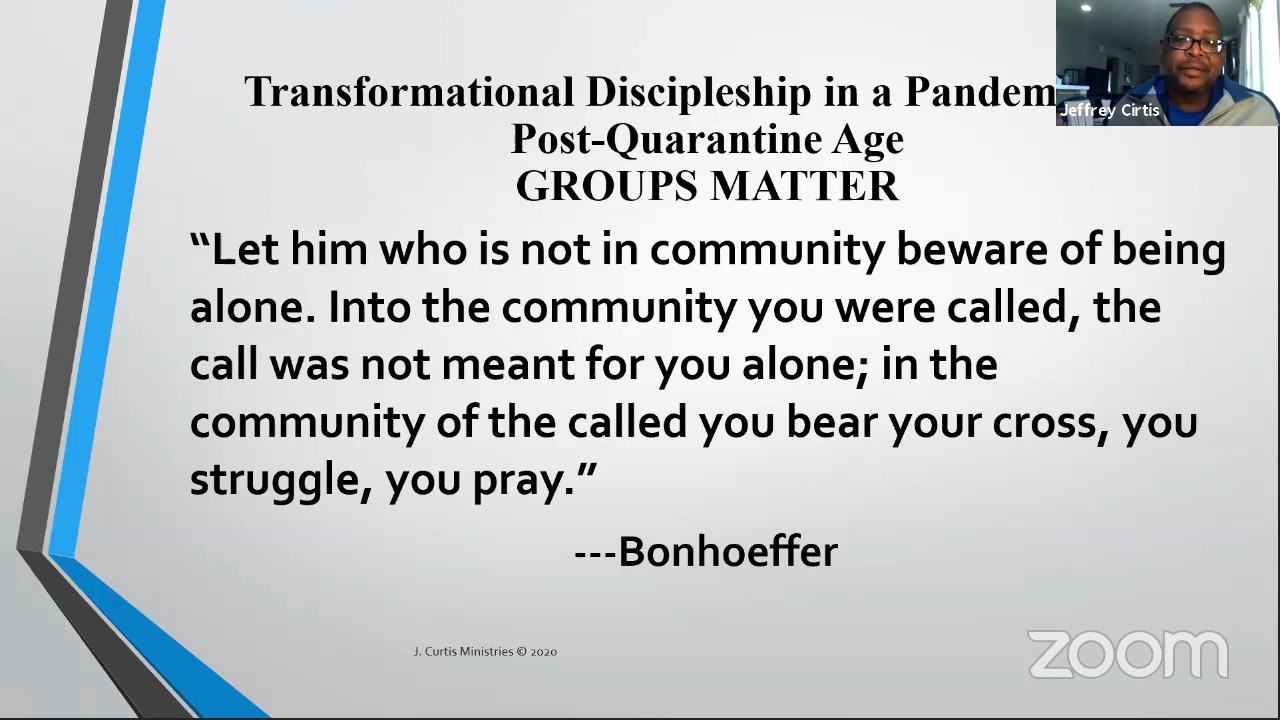 Transformational Discipleship in a Pandem
Jeffrey Cirtis
Post-Quarantine Age
GROUPS MATTER
“Let him who is not in community beware of being
alone. Into the community you were called, the
call was not meant for you alone; in the
community of the called you bear your cross, you
struggle, you pray.”
---Bonhoeffer
J. Curtis Ministries © 2020
zoom